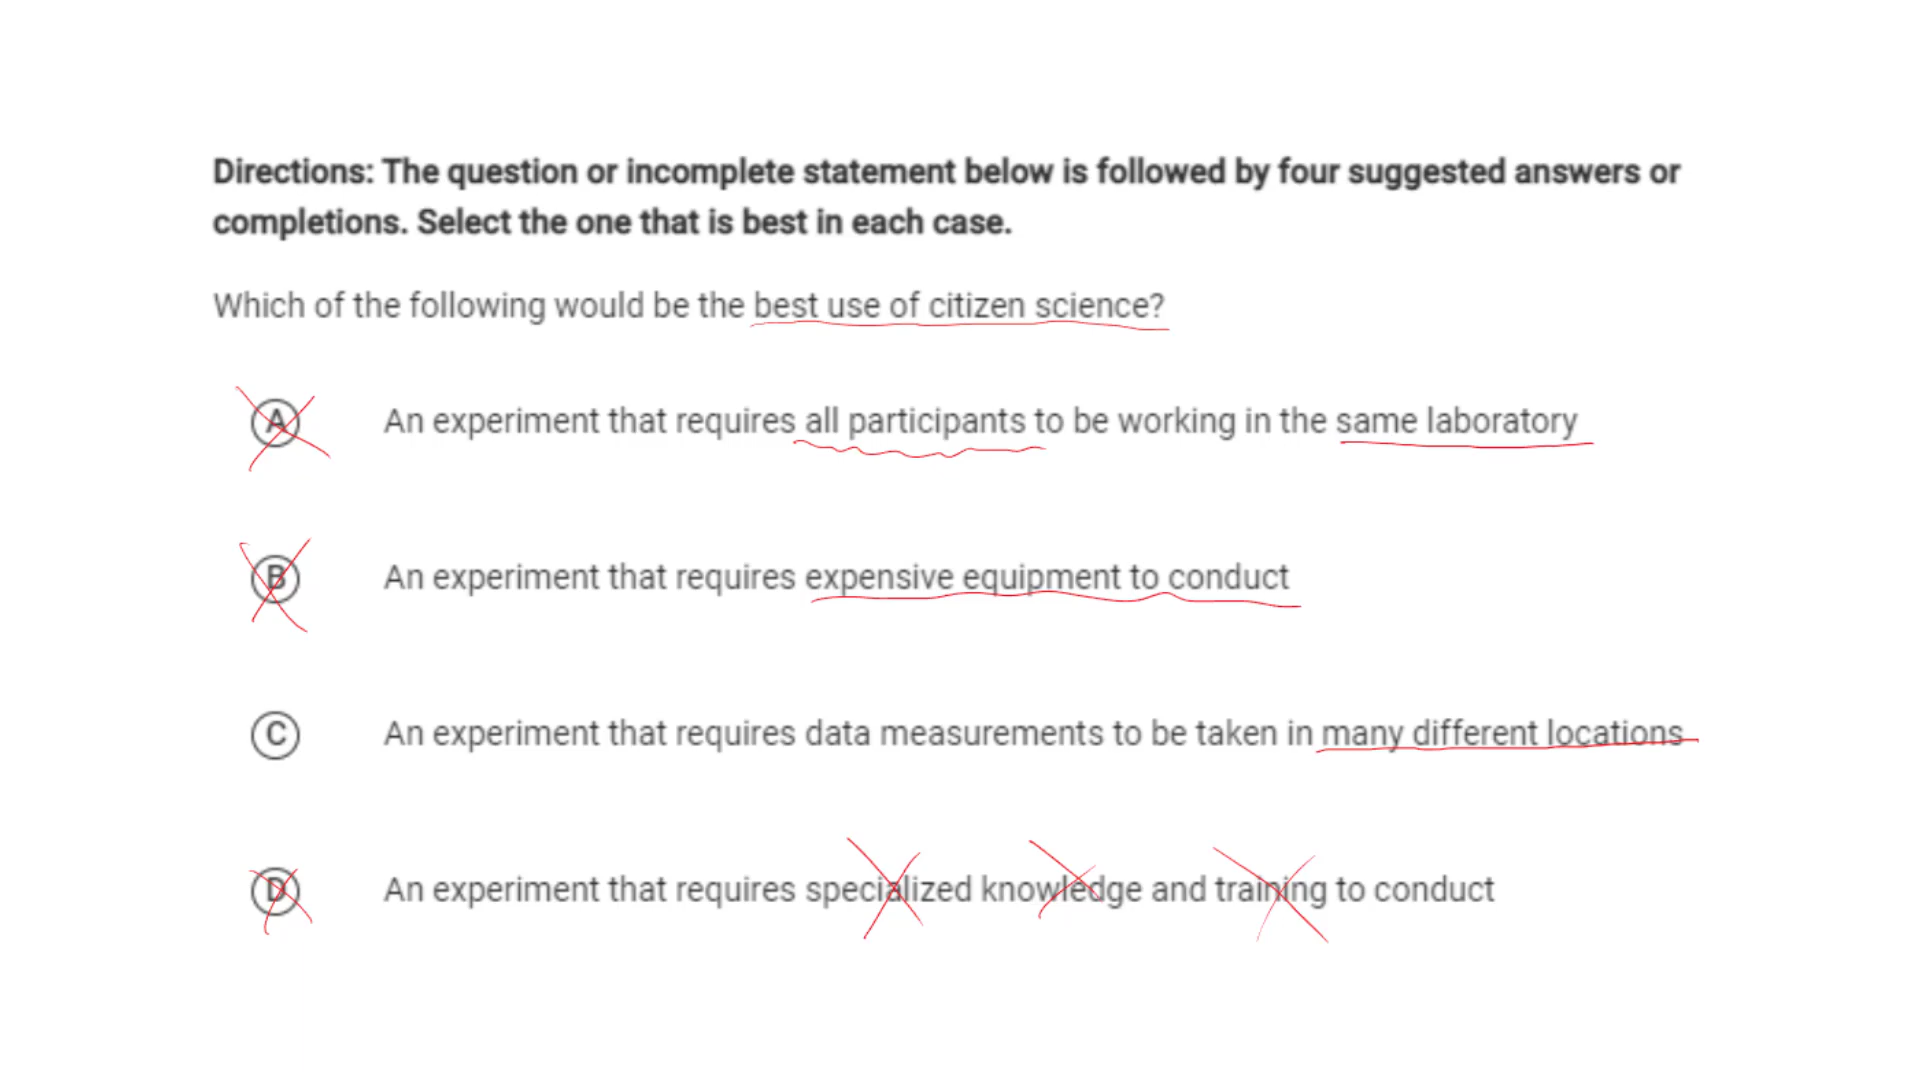 Directions: The question or incomplete statement below is followed by four suggested answers or
completions. Select the one that is best in each case.
Which of the following would be the best use of citizen science?
A An experiment that requires all participants to be working in the same laboratory
B An experiment that requires expensive equipment to conduct
C An experiment that requires data measurements to be taken in many different locations
D An experiment that requires specialized knowledge and training to conduct